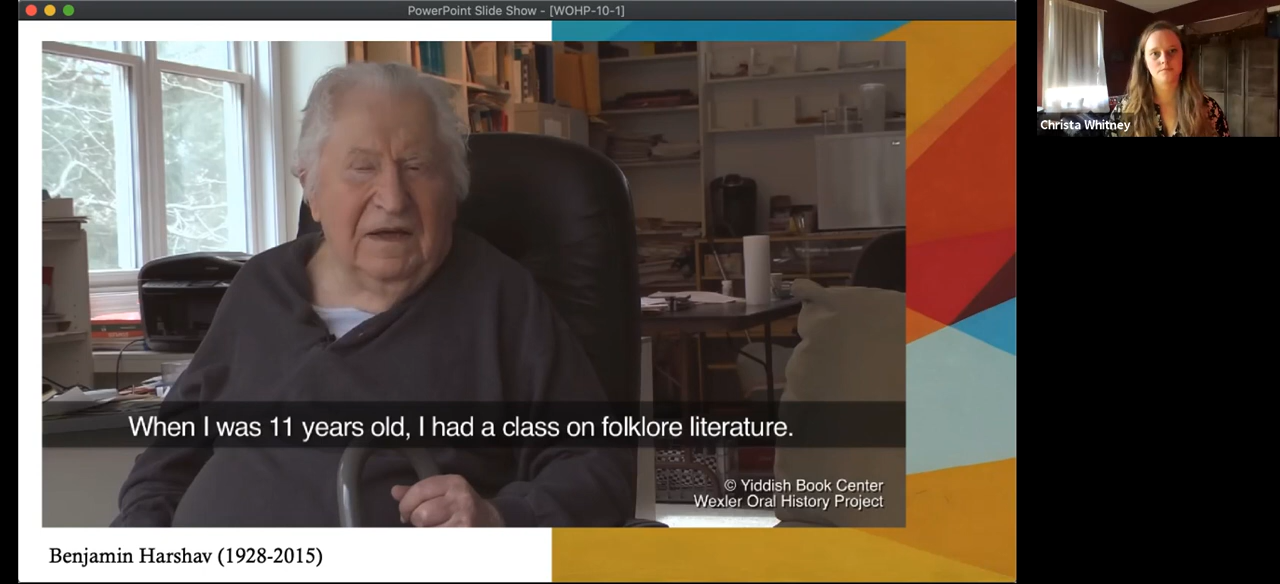 PowerPoint Slide Show - [WOHP-10-1]
Christa Whitney
When I was 11 years old, I had a class on folklore literature.
© Yiddish Book Center
Wexler Oral History Project
Benjamin Harshav (1928-2015)